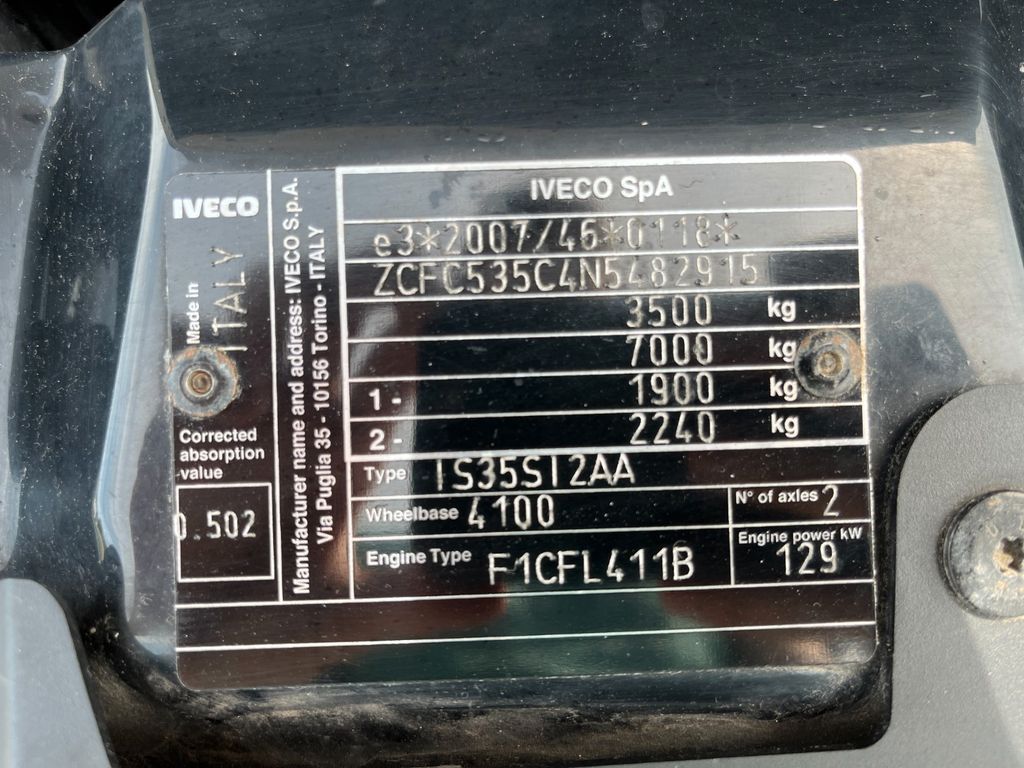 IVECO
Made in
ITALY
Corrected
absorption
value
0.502
Manufacturer name and address: IVECO S.p.A.
Via Puglia 35 - 10156 Torino - ITALY
IVECO SpA
e3*2007/46*0118*
ZCFC535C4N5482915
3500 kg
7000 kg
1 - 1900 kg
2 - 2240 kg
Type IS35SI2AA
Wheelbase 4100
N° of axles 2
Engine Type F1CFL411B
Engine power kW
129